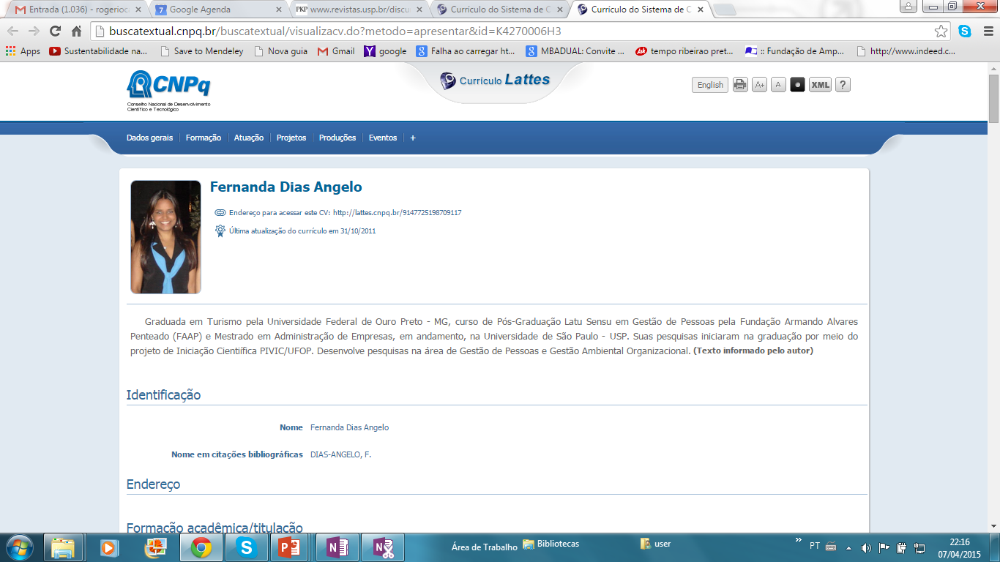 Entrada (1.036) - rogerioc
Google Agenda
PKP www.revistas.usp.br/discu
Currículo do Sistema de C
Currículo do Sistema de C
buscatextual.cnpq.br/buscatextual/visualizacv.do?metodo=apresentar&id=K4270006H3
Apps Sustentabilidade na... Save to Mendeley Nova guia Gmail google Falha ao carregar ht... MBADUAL: Convite ... tempo ribeirao pret... :: Fundação de Amp... http://www.indeed.c...
CNPq
Conselho Nacional de Desenvolvimento
Científico e Tecnológico
Currículo Lattes
English A+ A XML ?
Dados gerais Formação Atuação Projetos Produções Eventos +
Fernanda Dias Angelo
Endereço para acessar este CV: http://lattes.cnpq.br/9147725198709117
Última atualização do currículo em 31/10/2011
Graduada em Turismo pela Universidade Federal de Ouro Preto - MG, curso de Pós-Graduação Latu Sensu em Gestão de Pessoas pela Fundação Armando Alvares
Penteado (FAAP) e Mestrado em Administração de Empresas, em andamento, na Universidade de São Paulo - USP. Suas pesquisas iniciaram na graduação por meio do
projeto de Iniciação Cientiífica PIVIC/UFOP. Desenvolve pesquisas na área de Gestão de Pessoas e Gestão Ambiental Organizacional. (Texto informado pelo autor)
Identificação
Nome Fernanda Dias Angelo
Nome em citações bibliográficas DIAS-ANGELO, F.
Endereço
Formação acadêmica/titulação
Área de Trabalho Bibliotecas user » PT 22:16
07/04/2015